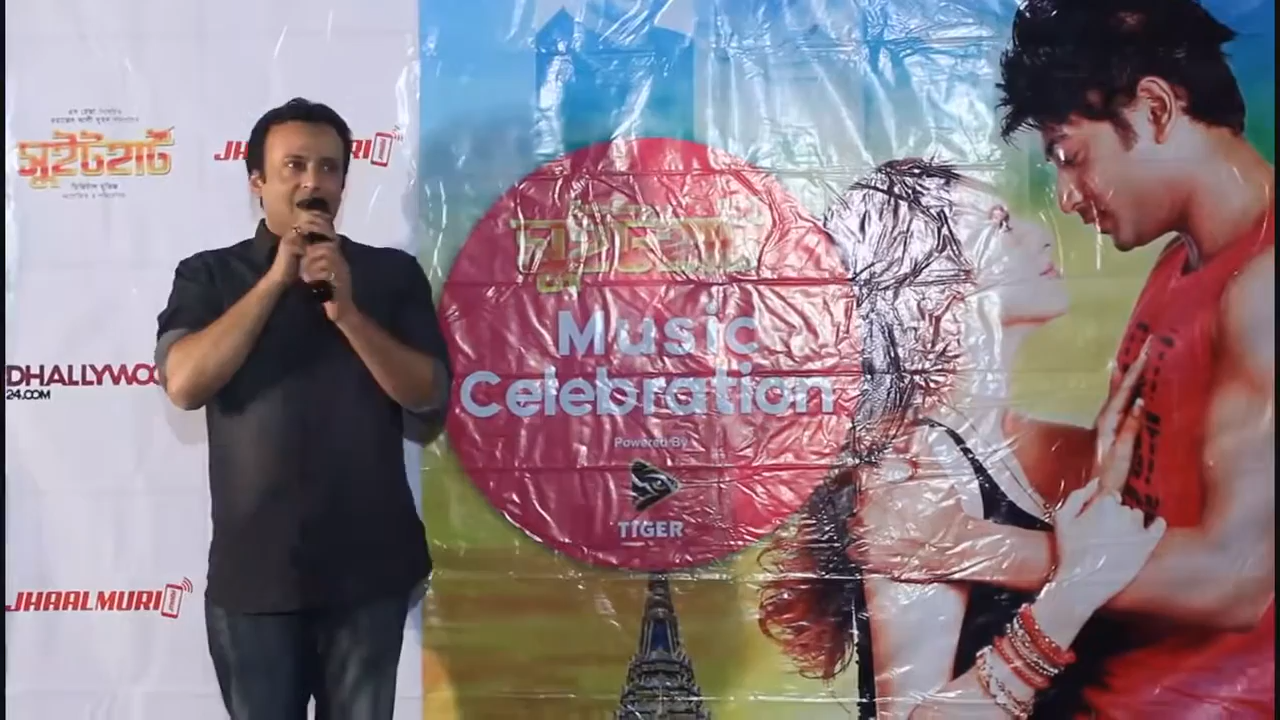 সুইটহার্ট
ডিজিটাল মুভিজ
JHAALMURI
DHALLYWOO
24.COM
JHAALMURI
সুইটহার্ট
Music
Celebration
Powered By
TIGER